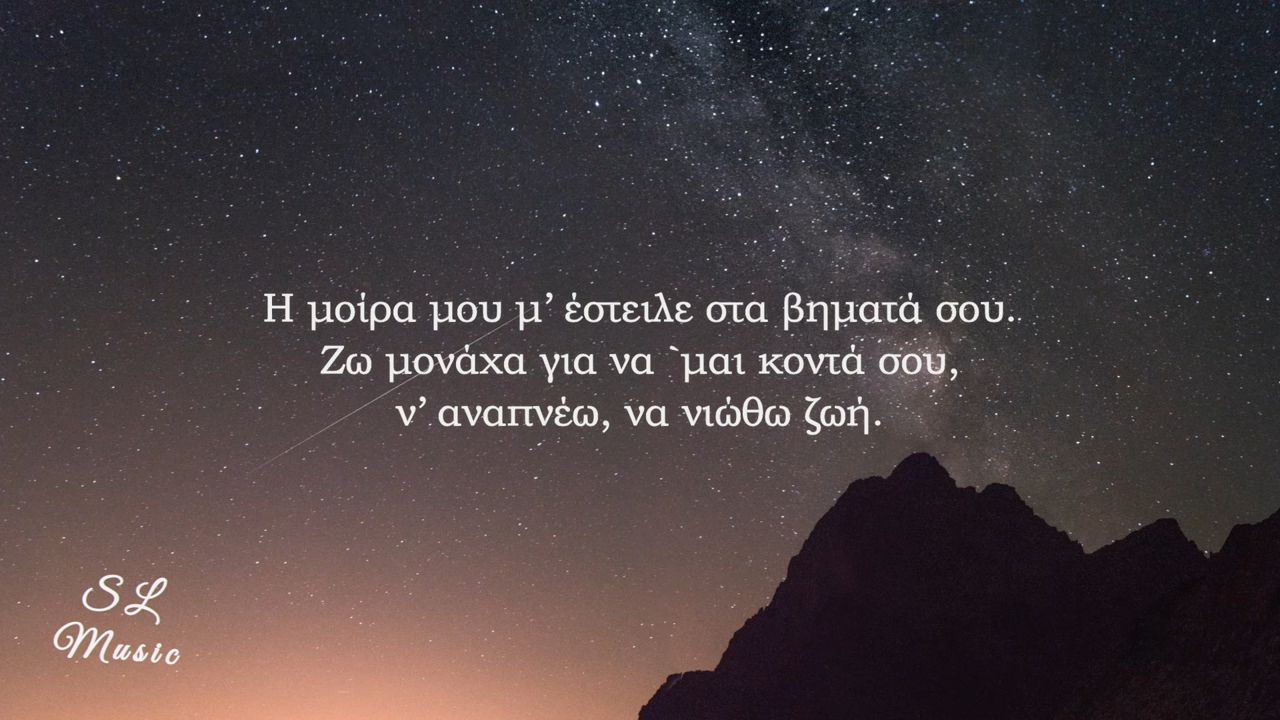 Η μοίρα μου μ’ έστειλε στα βηματά σου.
Ζω μονάχα για να `μαι κοντά σου,
ν’ αναπνέω, να νιώθω ζωή.
SL
Music